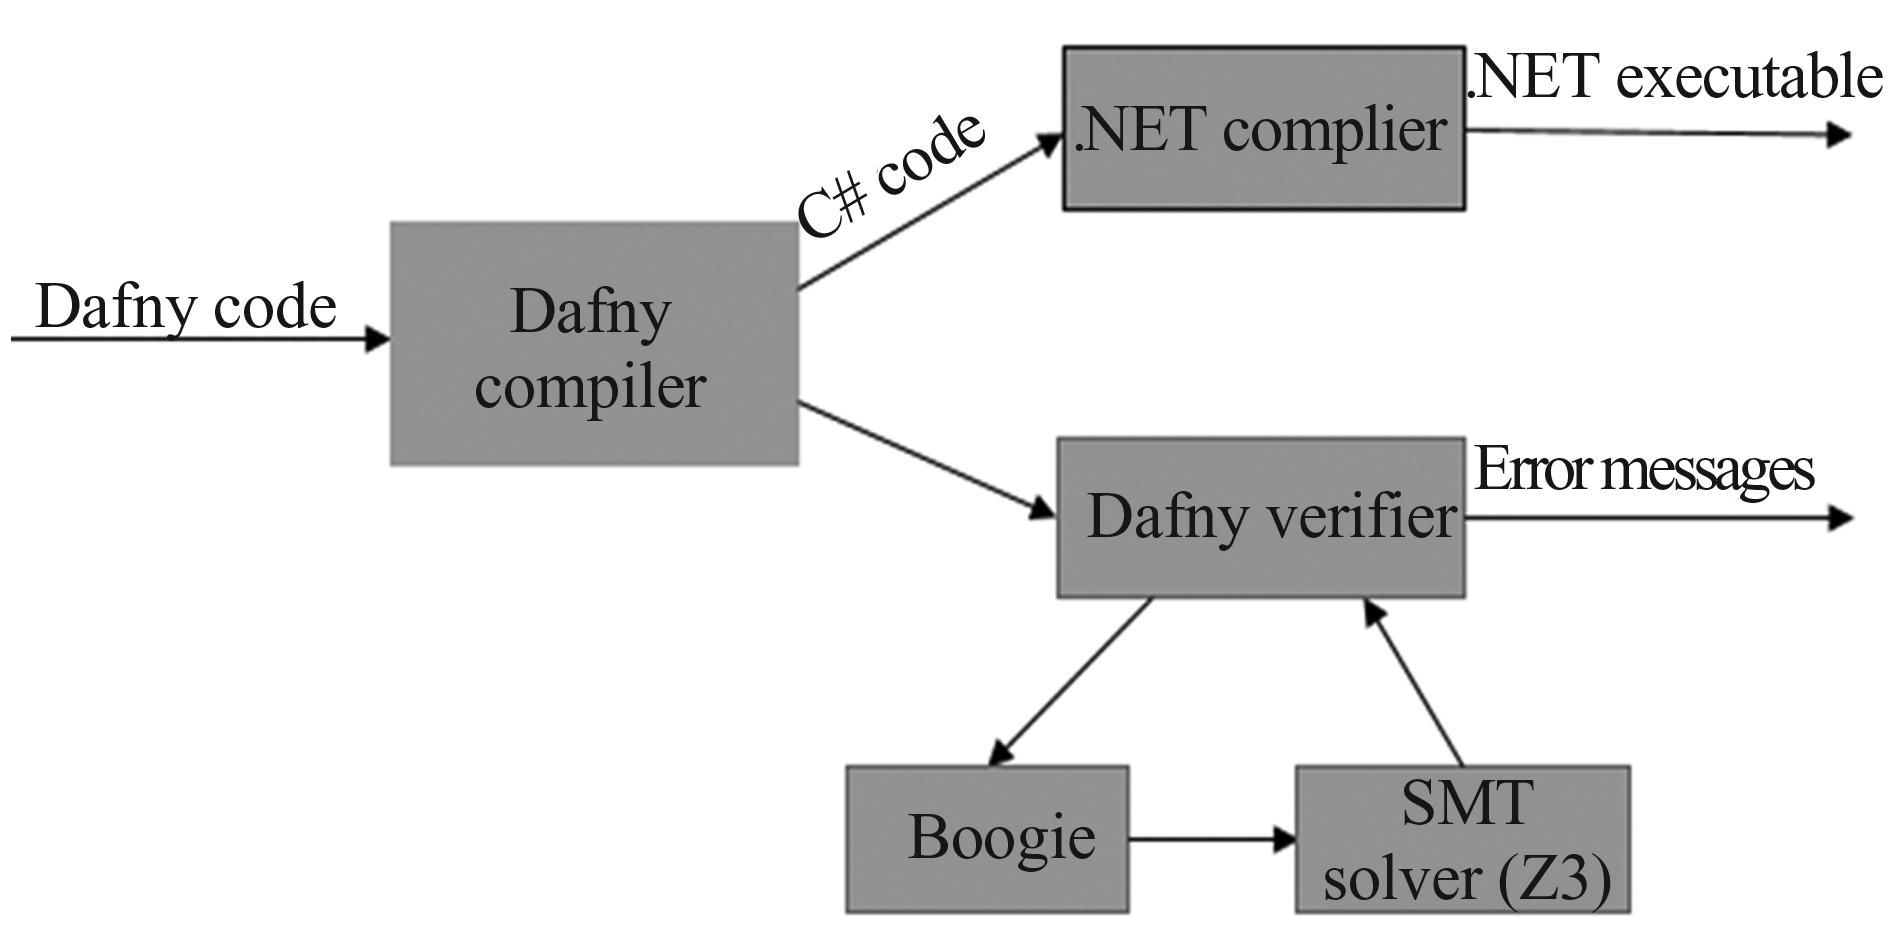 .NET executable
.NET complier
C# code
Dafny code
Dafny
compiler
Error messages
Dafny verifier
Boogie
SMT
solver (Z3)